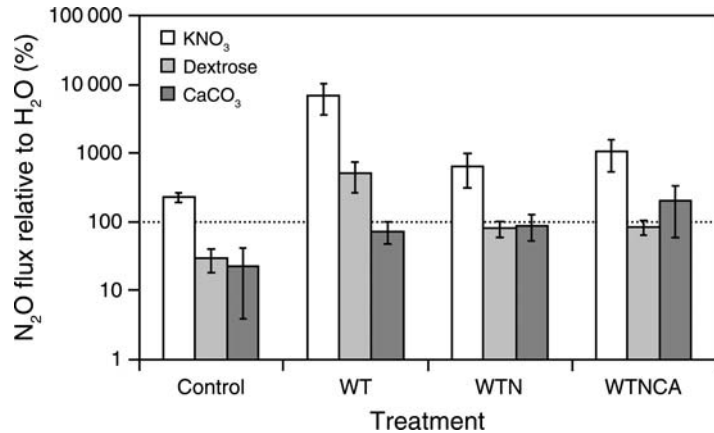 N₂O flux relative to H₂O (%)
100 000
10 000
1000
100
10
1
KNO₃
Dextrose
CaCO₃
Control WT WTN WTNCA
Treatment